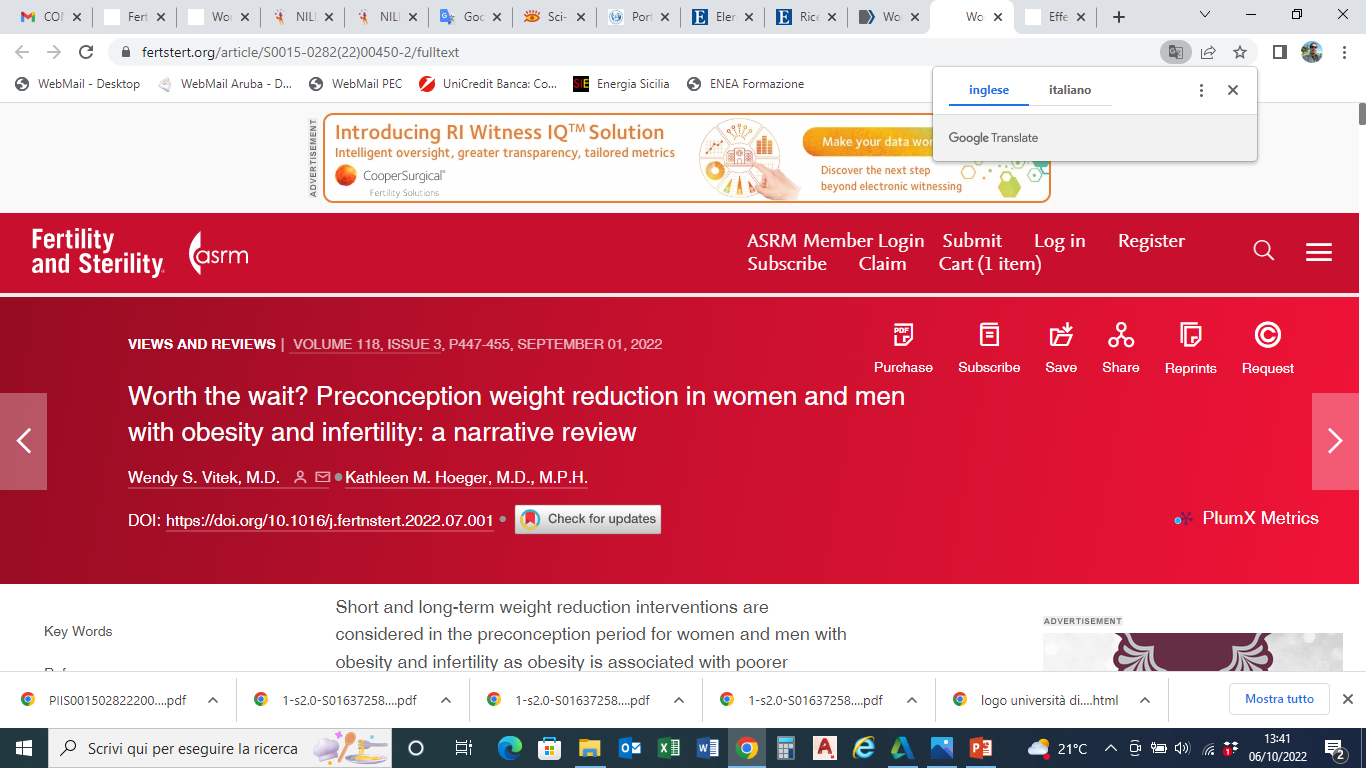 CON
Fert
Wor
NILI
NILI
Goo
Sci-
Port
Eler
Rice
Wor
Wo
Effe
fertstert.org/article/S0015-0282(22)00450-2/fulltext
WebMail - Desktop
WebMail Aruba - D...
WebMail PEC
UniCredit Banca: Co...
Energia Sicilia
ENEA Formazione
inglese
italiano
Google Translate
ADVERTISEMENT
Introducing RI Witness IQ™ Solution
Intelligent oversight, greater transparency, tailored metrics
CooperSurgical
Fertility Solutions
Make your data wor
Discover the next step
beyond electronic witnessing
Fertility
and Sterility
asrm
ASRM Member Login Submit Log in Register
Subscribe Claim Cart (1 item)
VIEWS AND REVIEWS | VOLUME 118, ISSUE 3, P447-455, SEPTEMBER 01, 2022
PDF
Purchase
Subscribe
Save
Share
Reprints
Request
Worth the wait? Preconception weight reduction in women and men
with obesity and infertility: a narrative review
Wendy S. Vitek, M.D. • Kathleen M. Hoeger, M.D., M.P.H.
DOI: https://doi.org/10.1016/j.fertnstert.2022.07.001 •
Check for updates
PlumX Metrics
Key Words
Short and long-term weight reduction interventions are
considered in the preconception period for women and men with
obesity and infertility as obesity is associated with poorer
ADVERTISEMENT
PIIS001502822200....pdf
1-s2.0-S01637258....pdf
1-s2.0-S01637258....pdf
1-s2.0-S01637258....pdf
logo università di....html
Mostra tutto
Scrivi qui per eseguire la ricerca
21°C
13:41
06/10/2022
2